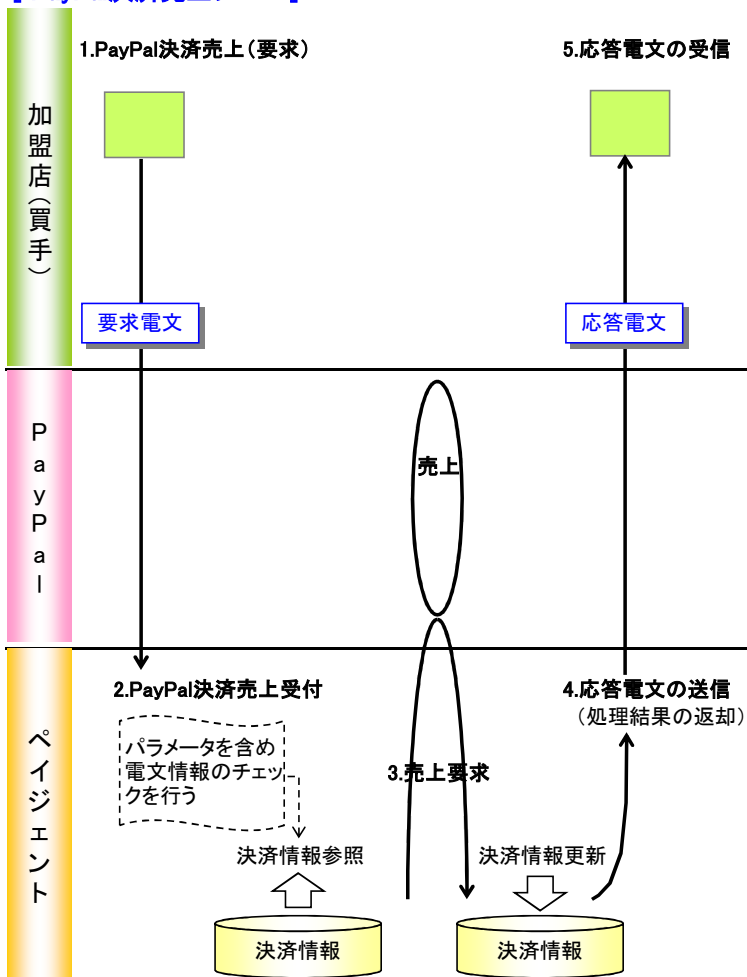 1.PayPal決済売上（要求）
5.応答電文の受信
加盟店（買手）
要求電文
応答電文
PayPal
売上
2.PayPal決済売上受付
4.応答電文の送信
（処理結果の返却）
ペイジェント
パラメータを含め
電文情報のチェッ
クを行う
3.売上要求
決済情報参照
決済情報更新
決済情報
決済情報